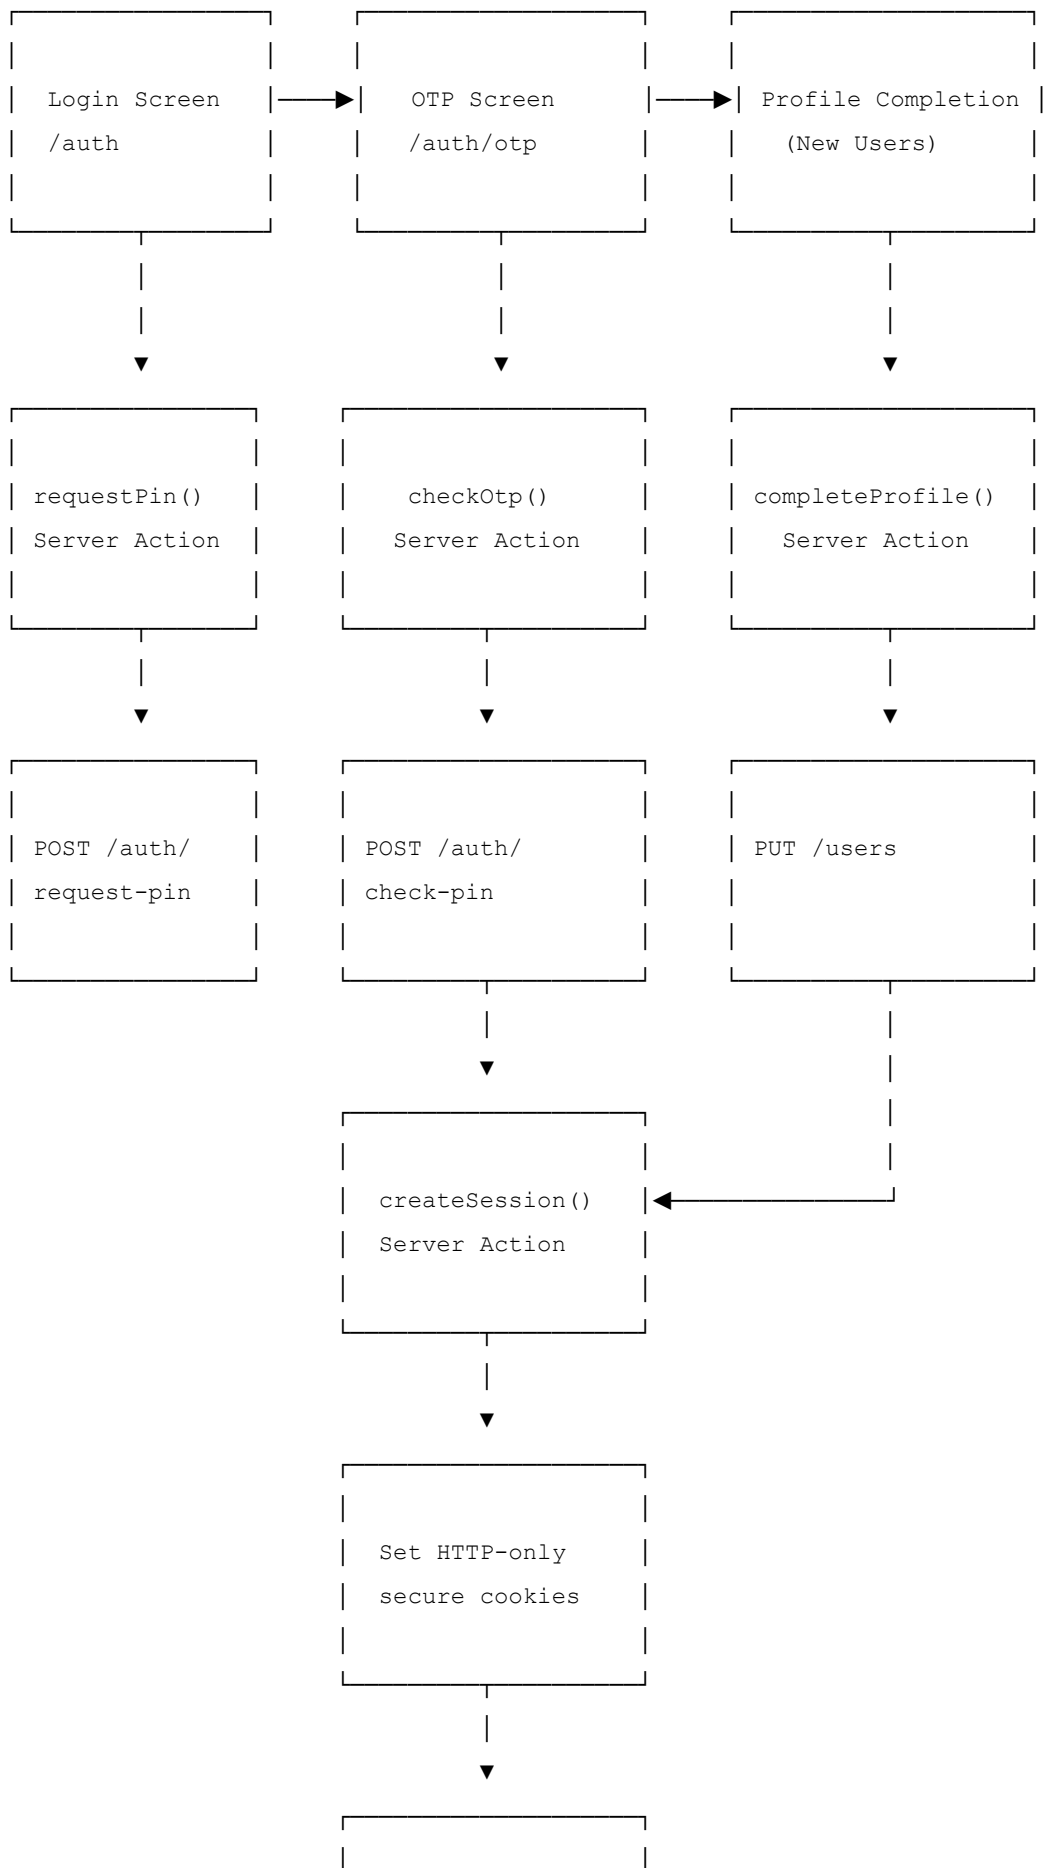 Login Screen
/auth
OTP Screen
/auth/otp
Profile Completion
(New Users)
requestPin()
Server Action
checkOtp()
Server Action
completeProfile()
Server Action
POST /auth/
request-pin
POST /auth/
check-pin
PUT /users
createSession()
Server Action
Set HTTP-only
secure cookies